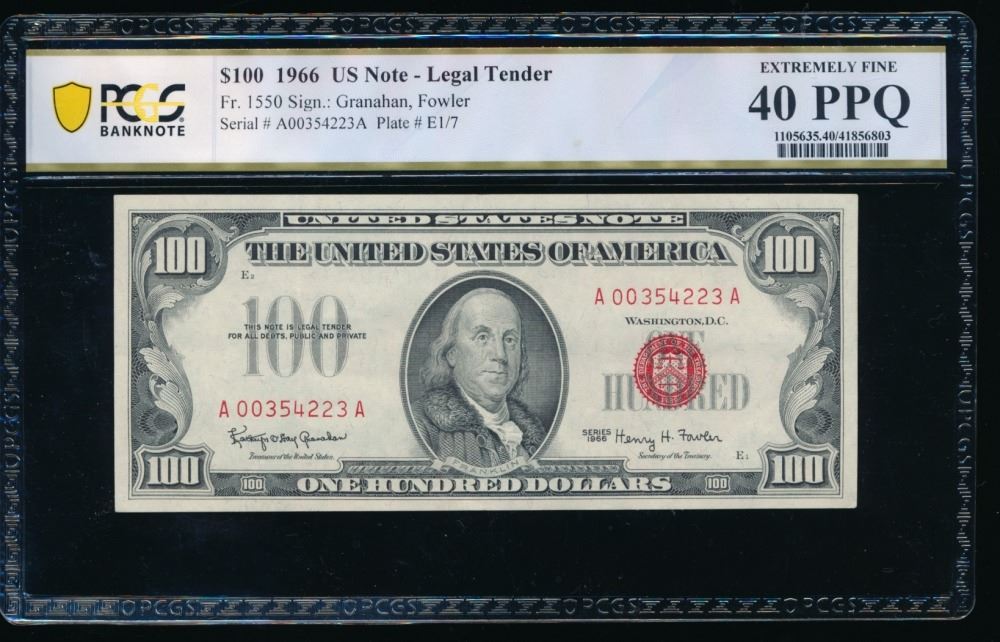 PCGS
BANKNOTE
$100 1966 US Note - Legal Tender
Fr. 1550 Sign.: Granahan, Fowler
Serial # A00354223A Plate # E1/7
EXTREMELY FINE
40 PPQ
1105635.40/41856803
UNITED STATES NOTE
THE UNITED STATES OF AMERICA
100
100
E2
A 00354223 A
WASHINGTON, D.C.
100
THIS NOTE IS LEGAL TENDER
FOR ALL DEBTS, PUBLIC AND PRIVATE
ONE
HUNDRED
A 00354223 A
Kathryn O'Hay Granahan
Treasurer of the United States.
SERIES
1966
Henry H. Fowler
Secretary of the Treasury.
E1
FRANKLIN
100
100
ONE HUNDRED DOLLARS
100
100